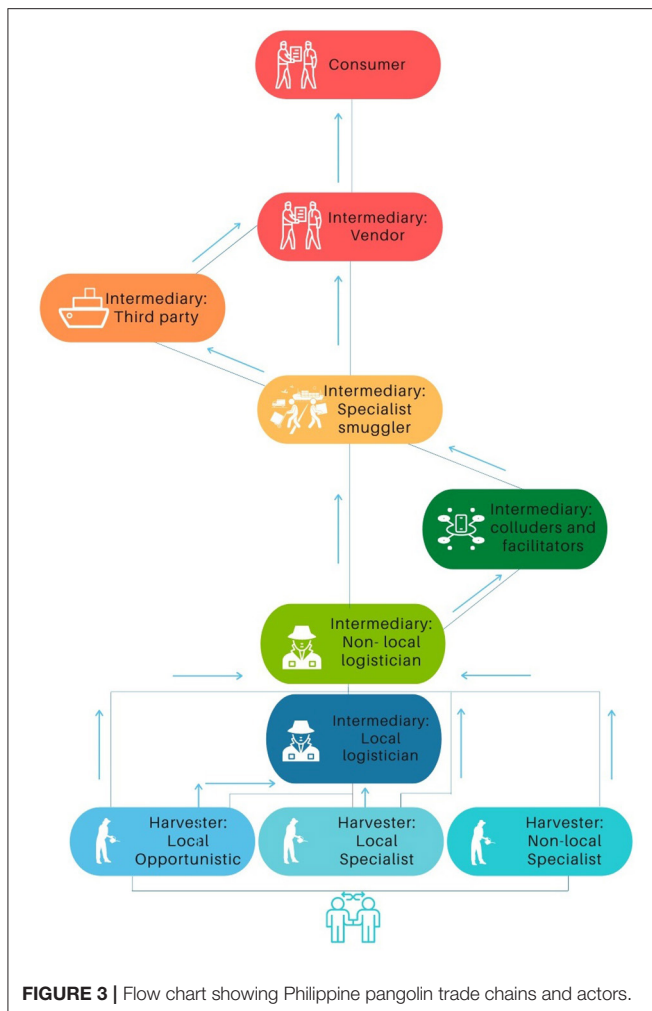 Consumer
Intermediary:
Vendor
Intermediary:
Third party
Intermediary:
Specialist
smuggler
Intermediary:
colluders and
facilitators
Intermediary:
Non- local
logistician
Intermediary:
Local
logistician
Harvester:
Local
Opportunistic
Harvester:
Local
Specialist
Harvester:
Non-local
Specialist
FIGURE 3 | Flow chart showing Philippine pangolin trade chains and actors.